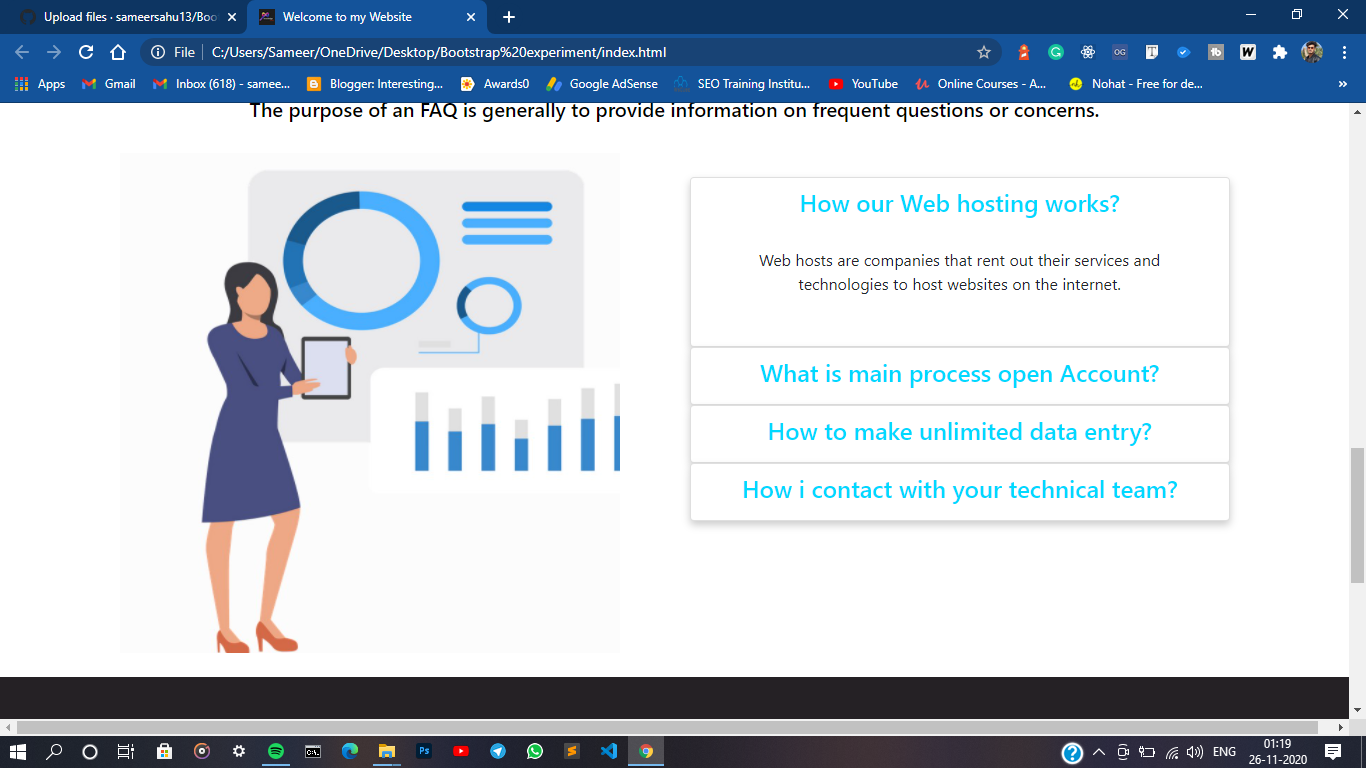 Upload files · sameersahu13/Boo
Welcome to my Website
File
C:/Users/Sameer/OneDrive/Desktop/Bootstrap%20experiment/index.html
OG
Apps
Gmail
Inbox (618) - samee...
Blogger: Interesting...
Awards0
Google AdSense
SEO Training Institu...
YouTube
Online Courses - A...
Nohat - Free for de...
»
The purpose of an FAQ is generally to provide information on frequent questions or concerns.
How our Web hosting works?
Web hosts are companies that rent out their services and
technologies to host websites on the internet.
What is main process open Account?
How to make unlimited data entry?
How i contact with your technical team?
Ps
ENG
01:19
26-11-2020